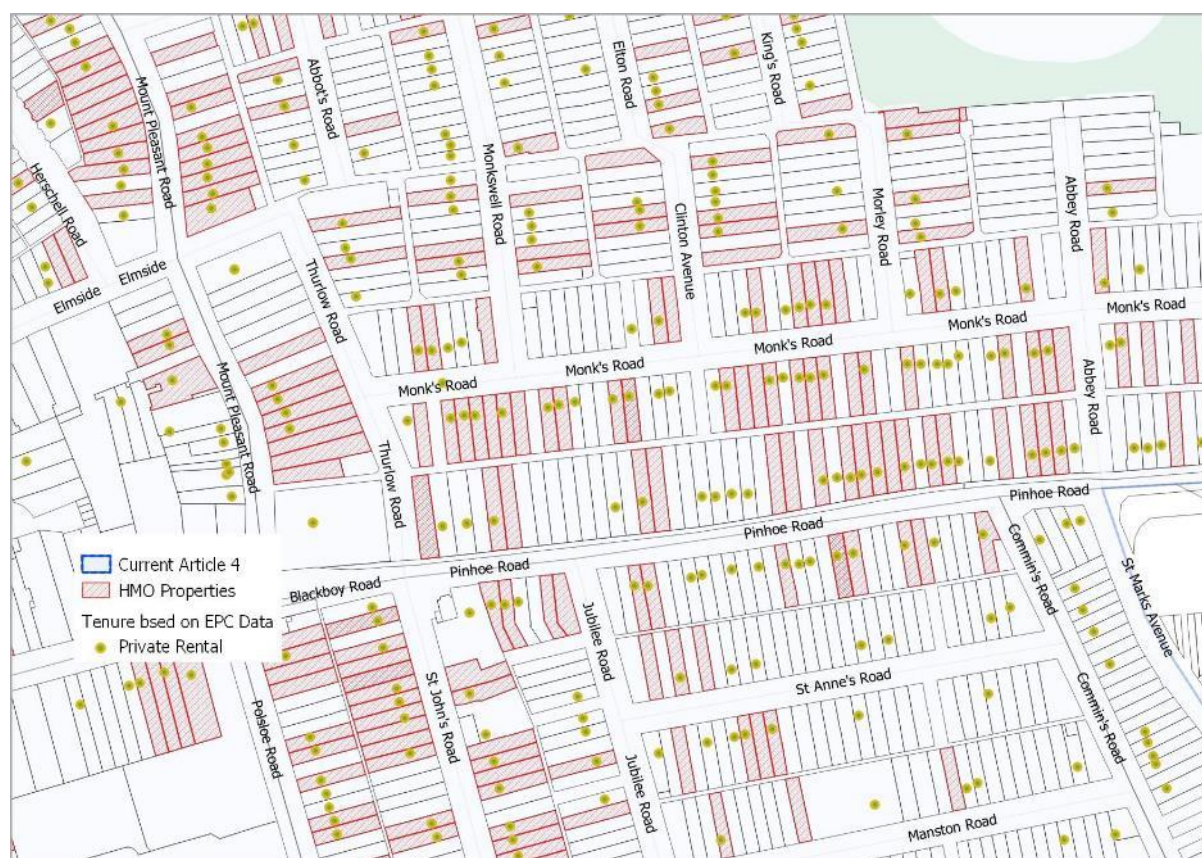 Mount Pleasant Road
Abbot's Road
Monkswell Road
Elton Road
King's Road
Herschell Road
Elmside
Elmside
Thurlow Road
Clinton Avenue
Morley Road
Abbey Road
Monk's Road
Monk's Road
Monk's Road
Monk's Road
Monk's Road
Mount Pleasant Road
Thurlow Road
Abbey Road
Pinhoe Road
Pinhoe Road
Pinhoe Road
Blackboy Road
Commin's Road
St Marks Avenue
Current Article 4
HMO Properties
Tenure bsed on EPC Data
Private Rental
Jubilee Road
St John's Road
Polsloe Road
St Anne's Road
Commin's Road
Jubilee Road
Manston Road